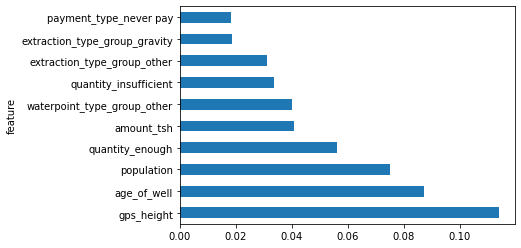 payment_type_never pay
extraction_type_group_gravity
extraction_type_group_other
quantity_insufficient
waterpoint_type_group_other
amount_tsh
quantity_enough
population
age_of_well
gps_height
feature
0.00 0.02 0.04 0.06 0.08 0.10